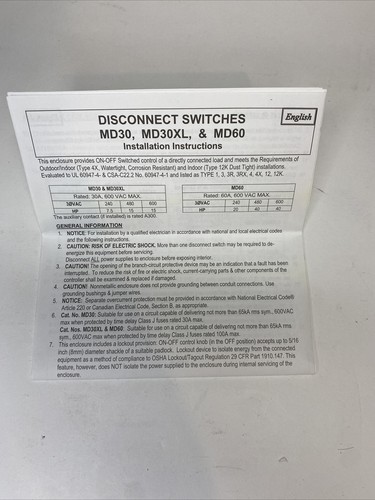 DISCONNECT SWITCHES
English
MD30, MD30XL, & MD60
Installation Instructions
This enclosure provides ON-OFF Switched control of a directly connected load and meets the Requirements of
Outdoor/Indoor (Type 4X, Watertight, Corrosion Resistant) and Indoor (Type 12K Dust Tight) installations.
Evaluated to UL 60947-4- & CSA-C22.2 No. 60947-4-1 and listed as TYPE 1, 3, 3R, 3RX, 4, 4X, 12, 12K.
MD30 & MD30XL
Rated: 30A, 600 VAC MAX.
3ØVAC 240 480 600
HP 7.5 15 15
MD60
Rated: 60A, 600 VAC MAX.
3ØVAC 240 480 600
HP 20 40 40
The auxiliary contact (if installed) is rated A300.
GENERAL INFORMATION
1. NOTICE: For installation by a qualified electrician in accordance with national and local electrical codes
and the following instructions.
2. CAUTION: RISK OF ELECTRIC SHOCK. More than one disconnect switch may be required to de-
energize this equipment before servicing.
Disconnect ALL power supplies to enclosure before exposing interior.
3. CAUTION: The opening of the branch-circuit protective device may be an indication that a fault has been
interrupted. To reduce the risk of fire or electric shock, current-carrying parts & other components of the
controller shall be examined & replaced if damaged.
4. CAUTION: Nonmetallic enclosure does not provide grounding between conduit connections. Use
grounding bushings & jumper wires.
5. NOTICE: Separate overcurrent protection must be provided in accordance with National Electrical Code®
Article 220 or Canadian Electrical Code, Section B, as appropriate.
6. Cat. No. MD30: Suitable for use on a circuit capable of delivering not more than 65kA rms sym., 600VAC
max when protected by time delay Class J fuses rated 30A max.
Cat. Nos. MD30XL & MD60: Suitable for use on a circuit capable of delivering not more than 65kA rms
sym., 600VAC max when protected by time delay Class J fuses rated 100A max.
7. This enclosure includes a lockout provision: ON-OFF control knob (in the OFF position) accepts up to 5/16
inch (8mm) diameter shackle of a suitable padlock. Lockout device to isolate energy from the connected
equipment as a method of compliance to OSHA Lockout/Tagout Regulation 29 CFR Part 1910.147. This
feature, however, does NOT isolate the power supplied to the enclosure during internal servicing of the
enclosure.